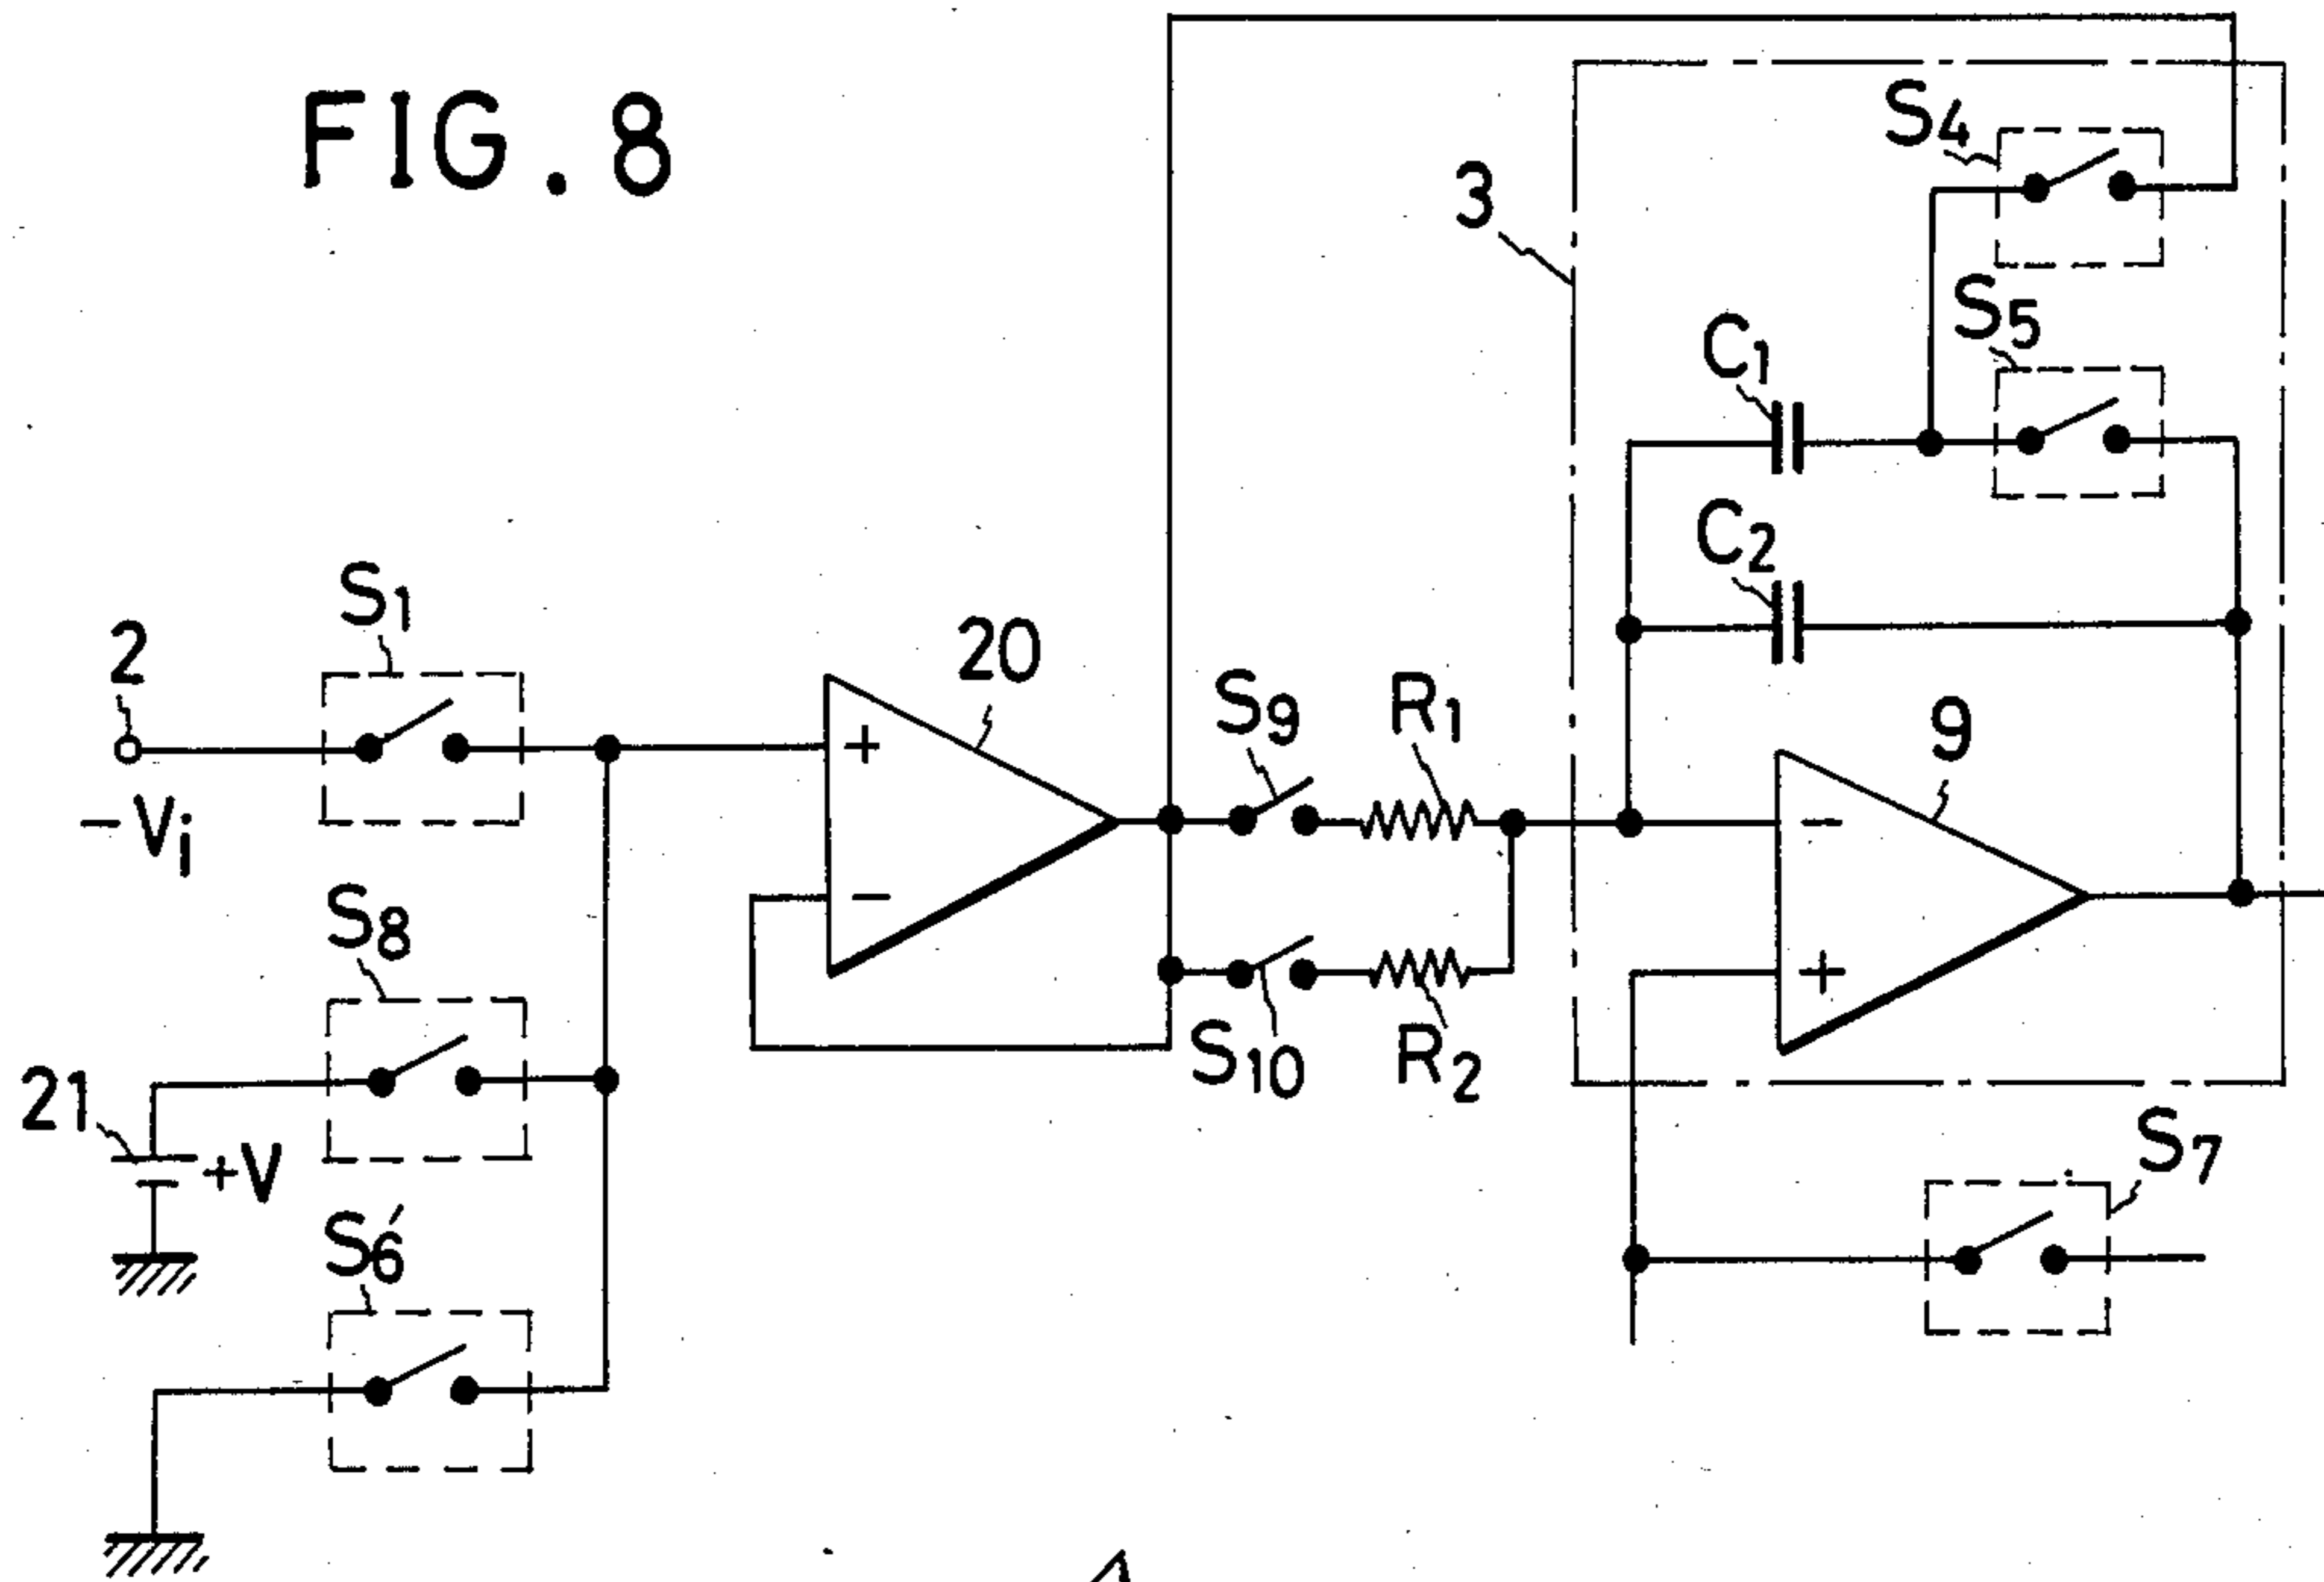 FIG. 8
S4
3
S5
C1
C2
S1
2
20
S9
R1
9
+
-
-Vi
S8
-
+
S10
R2
21
+V
S7
S6'